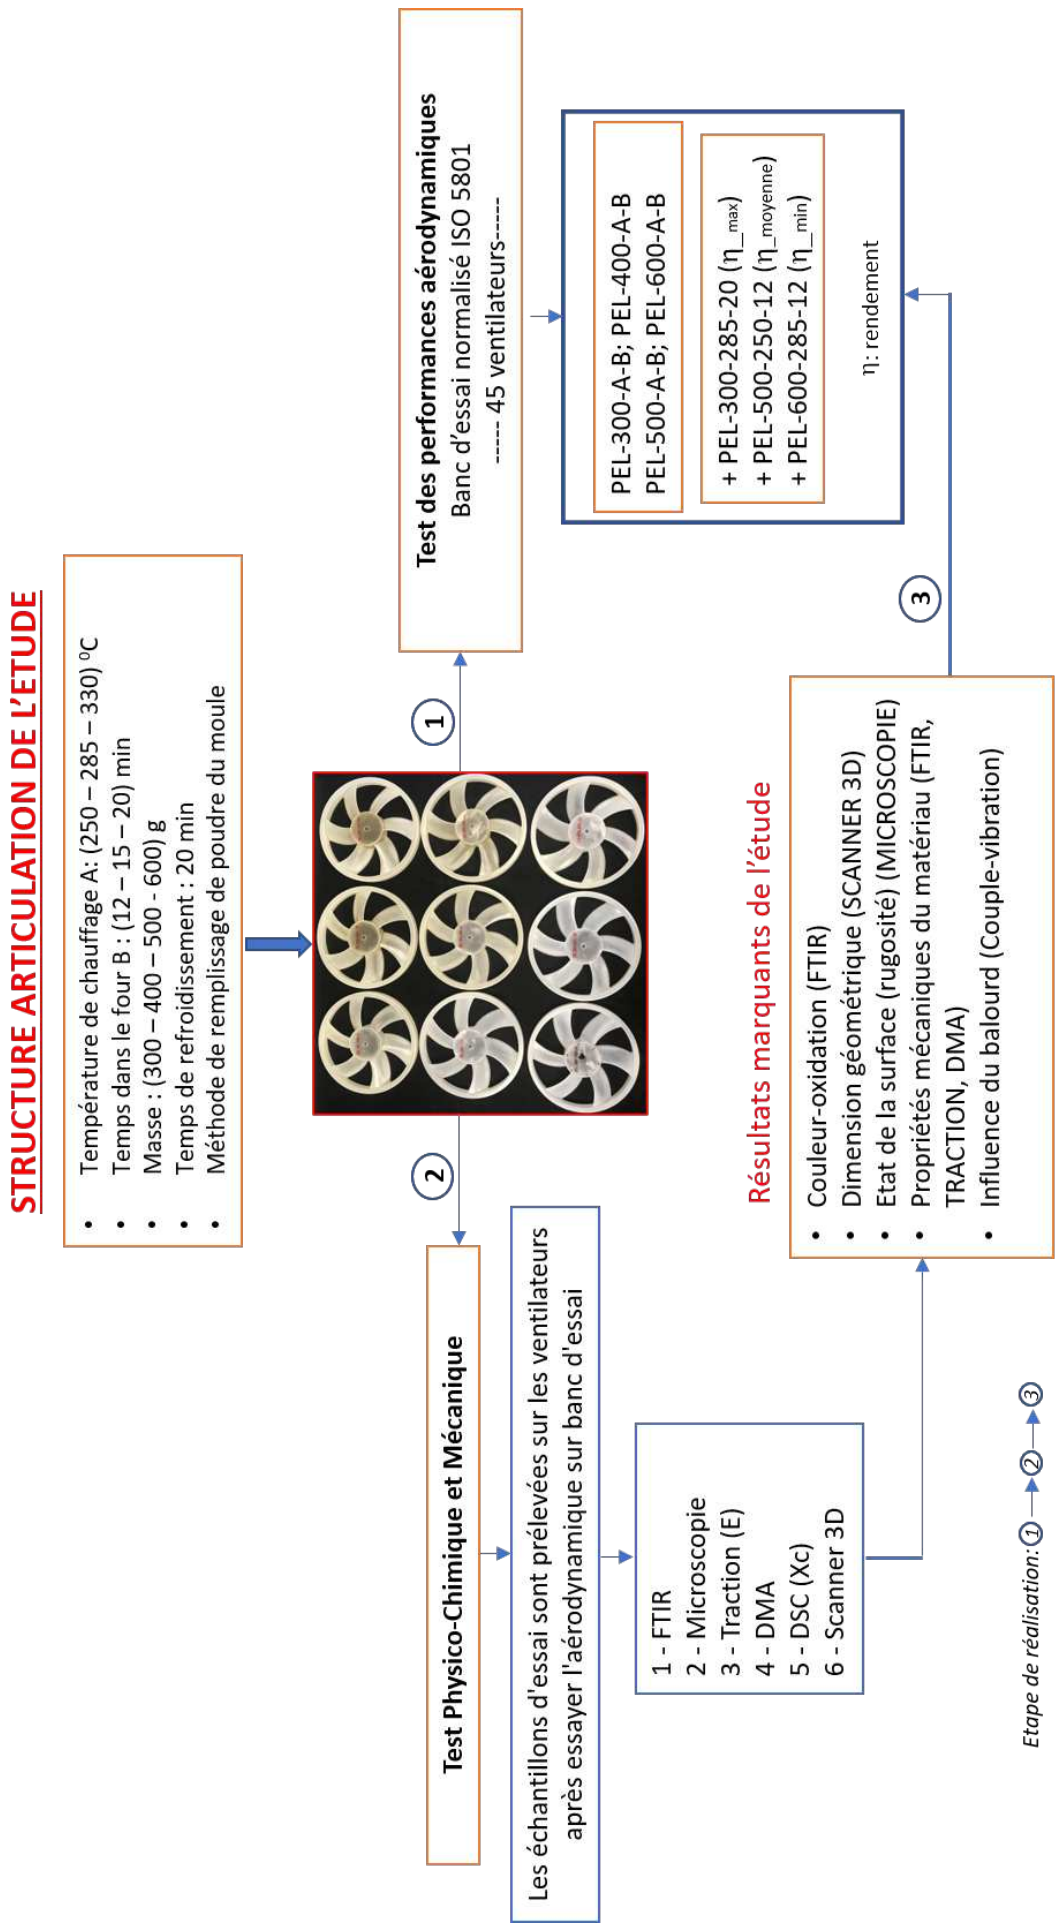 STRUCTURE ARTICULATION DE L'ETUDE
• Température de chauffage A: (250 – 285 – 330) ⁰C
• Temps dans le four B : (12 – 15 – 20) min
• Masse : (300 – 400 – 500 - 600) g
• Temps de refroidissement : 20 min
• Méthode de remplissage de poudre du moule
2
1
Test Physico-Chimique et Mécanique
Les échantillons d'essai sont prélevées sur les ventilateurs
après essayer l'aérodynamique sur banc d'essai
1 - FTIR
2 - Microscopie
3 - Traction (E)
4 - DMA
5 - DSC (Xc)
6 - Scanner 3D
Test des performances aérodynamiques
Banc d'essai normalisé ISO 5801
------ 45 ventilateurs------
PEL-300-A-B; PEL-400-A-B
PEL-500-A-B; PEL-600-A-B
+ PEL-300-285-20 (η_max)
+ PEL-500-250-12 (η_moyenne)
+ PEL-600-285-12 (η_min)
η: rendement
Résultats marquants de l'étude
• Couleur-oxidation (FTIR)
• Dimension géométrique (SCANNER 3D)
• Etat de la surface (rugosité) (MICROSCOPIE)
• Propriétés mécaniques du matériau (FTIR,
TRACTION, DMA)
• Influence du balourd (Couple-vibration)
3
Etape de réalisation: 1 2 3